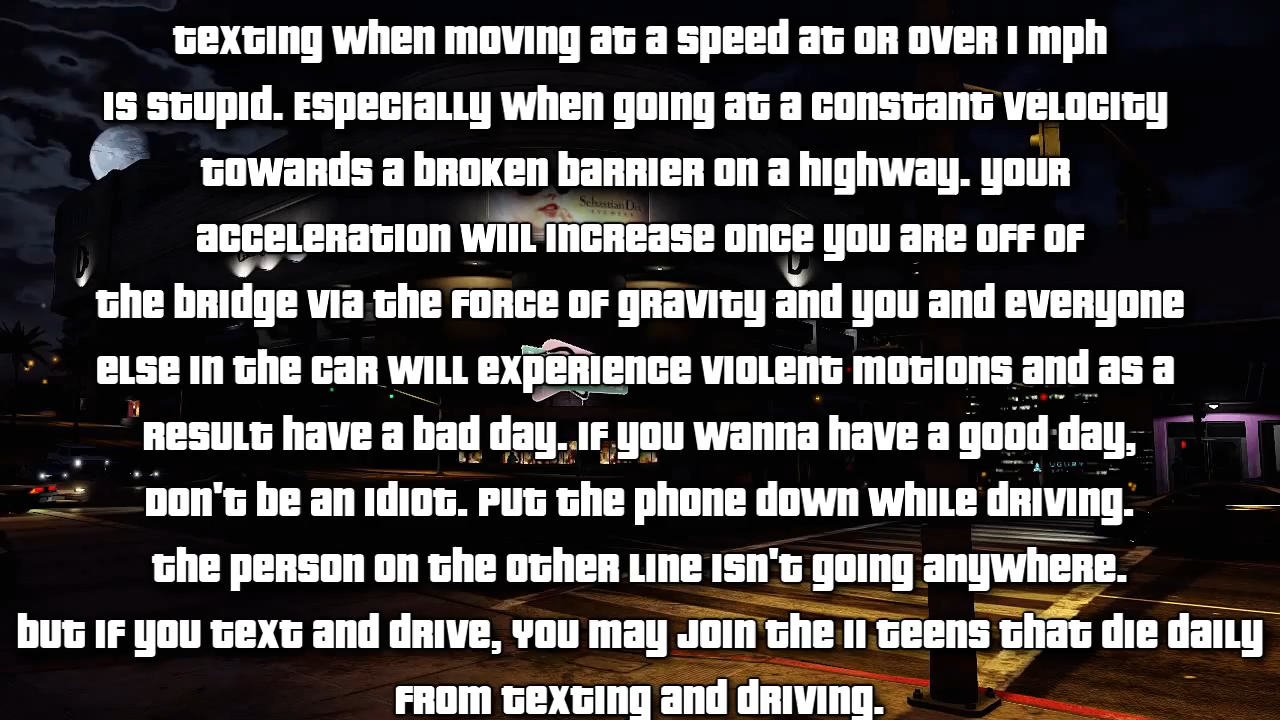 texting when moving at a speed at or over 1 mph
is stupid. Especially when going at a constant velocity
towards a broken barrier on a highway. Your
acceleration wiil increase once you are off of
the bridge via the force of gravity and you and everyone
else in the car will experience violent motions and as a
result have a bad day. If you wanna have a good day,
Don't be an idiot. Put the phone down while driving.
the person on the other line isn't going anywhere.
but if you text and drive, you may join the 11 teens that die daily
from texting and driving.